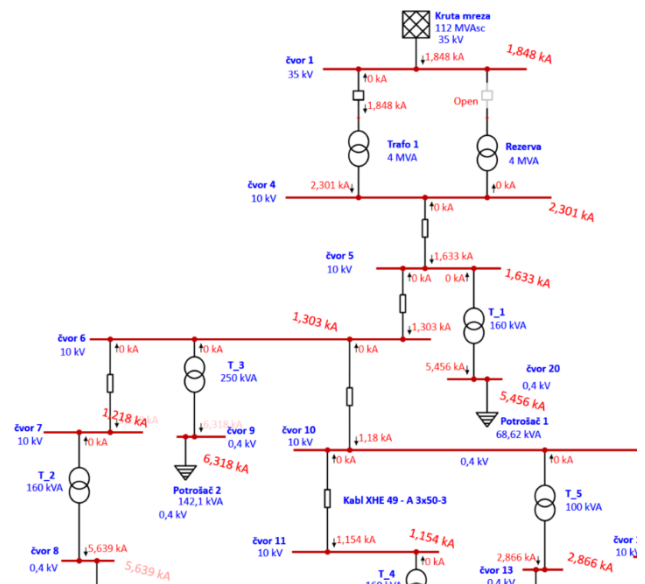 Kruta mreza
112 MVAsc
35 kV
čvor 1
35 kV
1,848 kA
1,848 kA
0 kA
1,848 kA
Open
Trafo 1
4 MVA
Rezerva
4 MVA
čvor 4
10 kV
2,301 kA
0 kA
0 kA
2,301 kA
čvor 5
10 kV
1,633 kA
0 kA
0 kA
1,633 kA
T_1
160 kVA
1,303 kA
čvor 6
10 kV
1,303 kA
0 kA
0 kA
0 kA
T_3
250 kVA
5,456 kA
čvor 20
0,4 kV
5,456 kA
Potrošač 1
68,62 kVA
1,218 kA
čvor 7
10 kV
0 kA
6,318 kA
čvor 9
0,4 kV
6,318 kA
čvor 10
10 kV
1,18 kA
0,4 kV
0 kA
0 kA
T_2
160 kVA
Potrošač 2
142,1 kVA
0,4 kV
Kabl XHE 49 - A 3x50-3
T_5
100 kVA
čvor 8
0,4 kV
5,639 kA
5,639 kA
čvor 11
10 kV
1,154 kA
1,154 kA
0 kA
T_4
čvor 13
0,4 kV
2,866 kA
2,866 kA